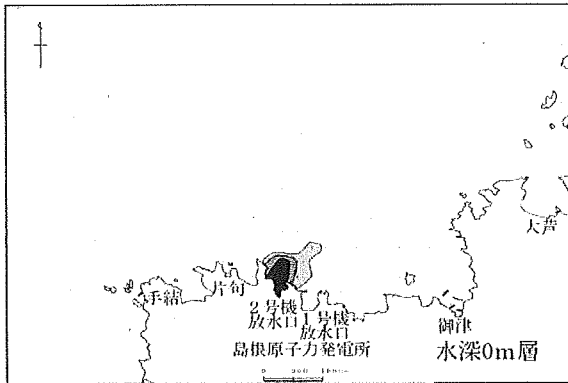 大芦
手結
片句
2号機
放水口
1号機
放水口
御津
島根原子力発電所
水深0m層